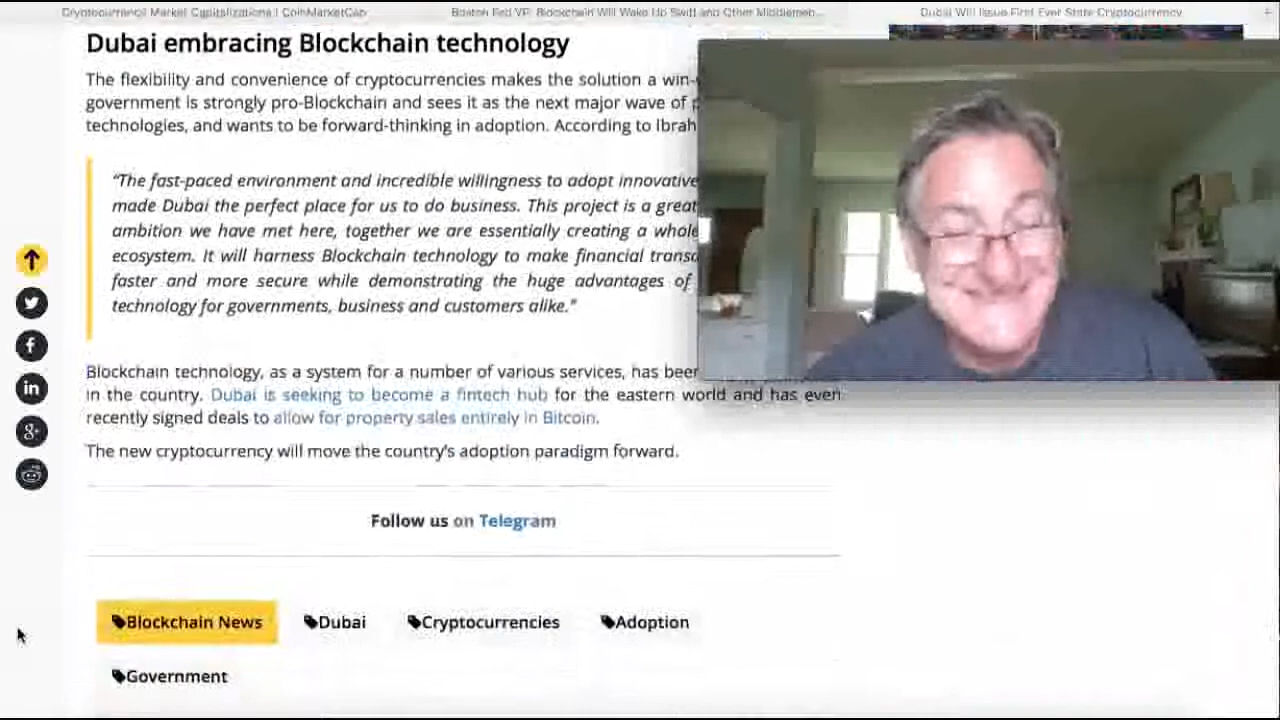 Cryptocurrency Market Capitalizations | CoinMarketCap
Boston Fed VP: Blockchain Will Wake Up Swift and Other Middlemen...
Dubai Will Issue First Ever State Cryptocurrency
+
Dubai embracing Blockchain technology
The flexibility and convenience of cryptocurrencies makes the solution a win-
government is strongly pro-Blockchain and sees it as the next major wave of
technologies, and wants to be forward-thinking in adoption. According to Ibrah
"The fast-paced environment and incredible willingness to adopt innovative
made Dubai the perfect place for us to do business. This project is a great
ambition we have met here, together we are essentially creating a whole
ecosystem. It will harness Blockchain technology to make financial transa
faster and more secure while demonstrating the huge advantages of
technology for governments, business and customers alike."
Blockchain technology, as a system for a number of various services, has been
in the country. Dubai is seeking to become a fintech hub for the eastern world and has even
recently signed deals to allow for property sales entirely in Bitcoin.
The new cryptocurrency will move the country's adoption paradigm forward.
Follow us on Telegram
Blockchain News
Dubai
Cryptocurrencies
Adoption
Government